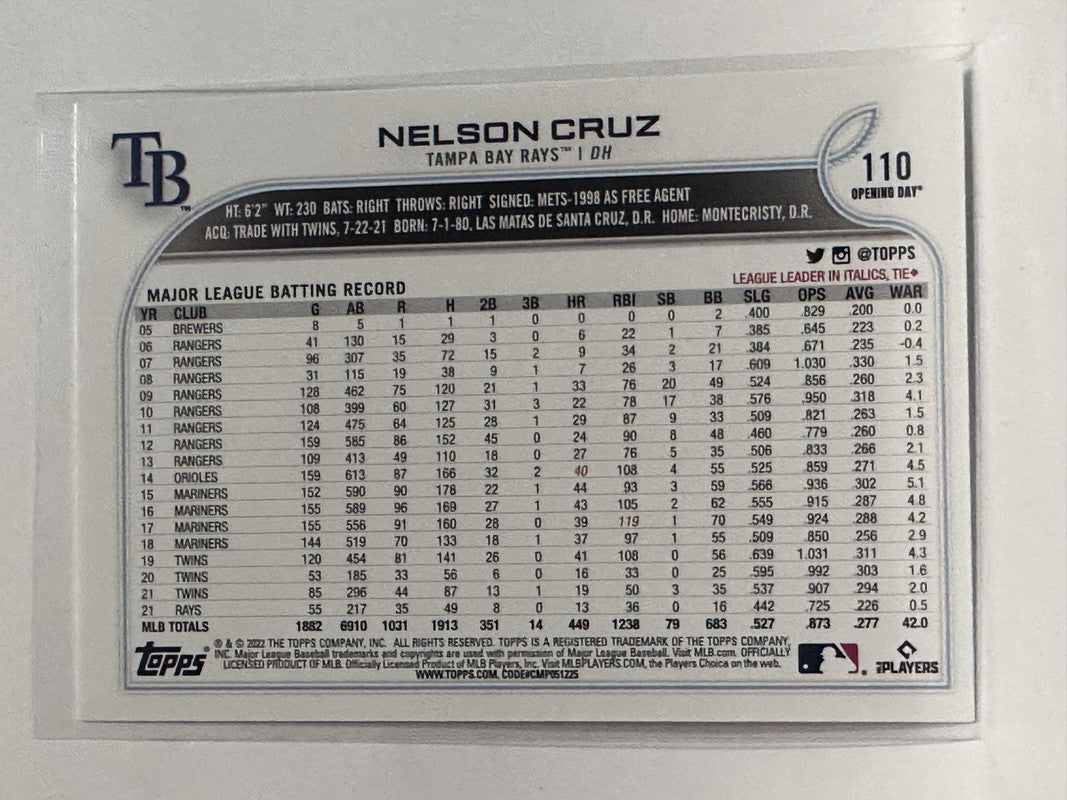 TB™
NELSON CRUZ
TAMPA BAY RAYS™ | DH
110
OPENING DAY®
HT: 6'2" WT: 230 BATS: RIGHT THROWS: RIGHT SIGNED: METS-1998 AS FREE AGENT
ACQ: TRADE WITH TWINS, 7-22-21 BORN: 7-1-80, LAS MATAS DE SANTA CRUZ, D.R. HOME: MONTECRISTY, D.R.
@TOPPS
MAJOR LEAGUE BATTING RECORD LEAGUE LEADER IN ITALICS, TIE◆
YR CLUB G AB R H 2B 3B HR RBI SB BB SLG OPS AVG WAR
05 BREWERS 8 5 1 1 1 0 0 0 0 2 .400 .829 .200 0.0
06 RANGERS 41 130 15 29 3 0 6 22 1 7 .385 .645 .223 0.2
07 RANGERS 96 307 35 72 15 2 9 34 2 21 .384 .671 .235 -0.4
08 RANGERS 31 115 19 38 9 1 7 26 3 17 .609 1.030 .330 1.5
09 RANGERS 128 462 75 120 21 1 33 76 20 49 .524 .856 .260 2.3
10 RANGERS 108 399 60 127 31 3 22 78 17 38 .576 .950 .318 4.1
11 RANGERS 124 475 64 125 28 1 29 87 9 33 .509 .821 .263 1.5
12 RANGERS 159 585 86 152 45 0 24 90 8 48 .460 .779 .260 0.8
13 RANGERS 109 413 49 110 18 0 27 76 5 35 .506 .833 .266 2.1
14 ORIOLES 159 613 87 166 32 2 40 108 4 55 .525 .859 .271 4.5
15 MARINERS 152 590 90 178 22 1 44 93 3 59 .566 .936 .302 5.1
16 MARINERS 155 589 96 169 27 1 43 105 2 62 .555 .915 .287 4.8
17 MARINERS 155 556 91 160 28 0 39 119 1 70 .549 .924 .288 4.2
18 MARINERS 144 519 70 133 18 1 37 97 1 55 .509 .850 .256 2.9
19 TWINS 120 454 81 141 26 0 41 108 0 56 .639 1.031 .311 4.3
20 TWINS 53 185 33 56 6 0 16 33 0 25 .595 .992 .303 1.6
21 TWINS 85 296 44 87 13 1 19 50 3 35 .537 .907 .294 2.0
21 RAYS 55 217 35 49 8 0 13 36 0 16 .442 .725 .226 0.5
MLB TOTALS 1882 6910 1031 1913 351 14 449 1238 79 683 .527 .873 .277 42.0
Topps
® & © 2022 THE TOPPS COMPANY, INC. ALL RIGHTS RESERVED. TOPPS IS A REGISTERED TRADEMARK OF THE TOPPS COMPANY,
INC. Major League Baseball trademarks and copyrights are used with permission of Major League Baseball. Visit MLB.com. OFFICIALLY
LICENSED PRODUCT OF MLB. Officially Licensed Product of MLB Players, Inc. Visit MLBPLAYERS.COM, the Players Choice on the web.
WWW.TOPPS.COM. CODE#CMP051225
MLB PLAYERS